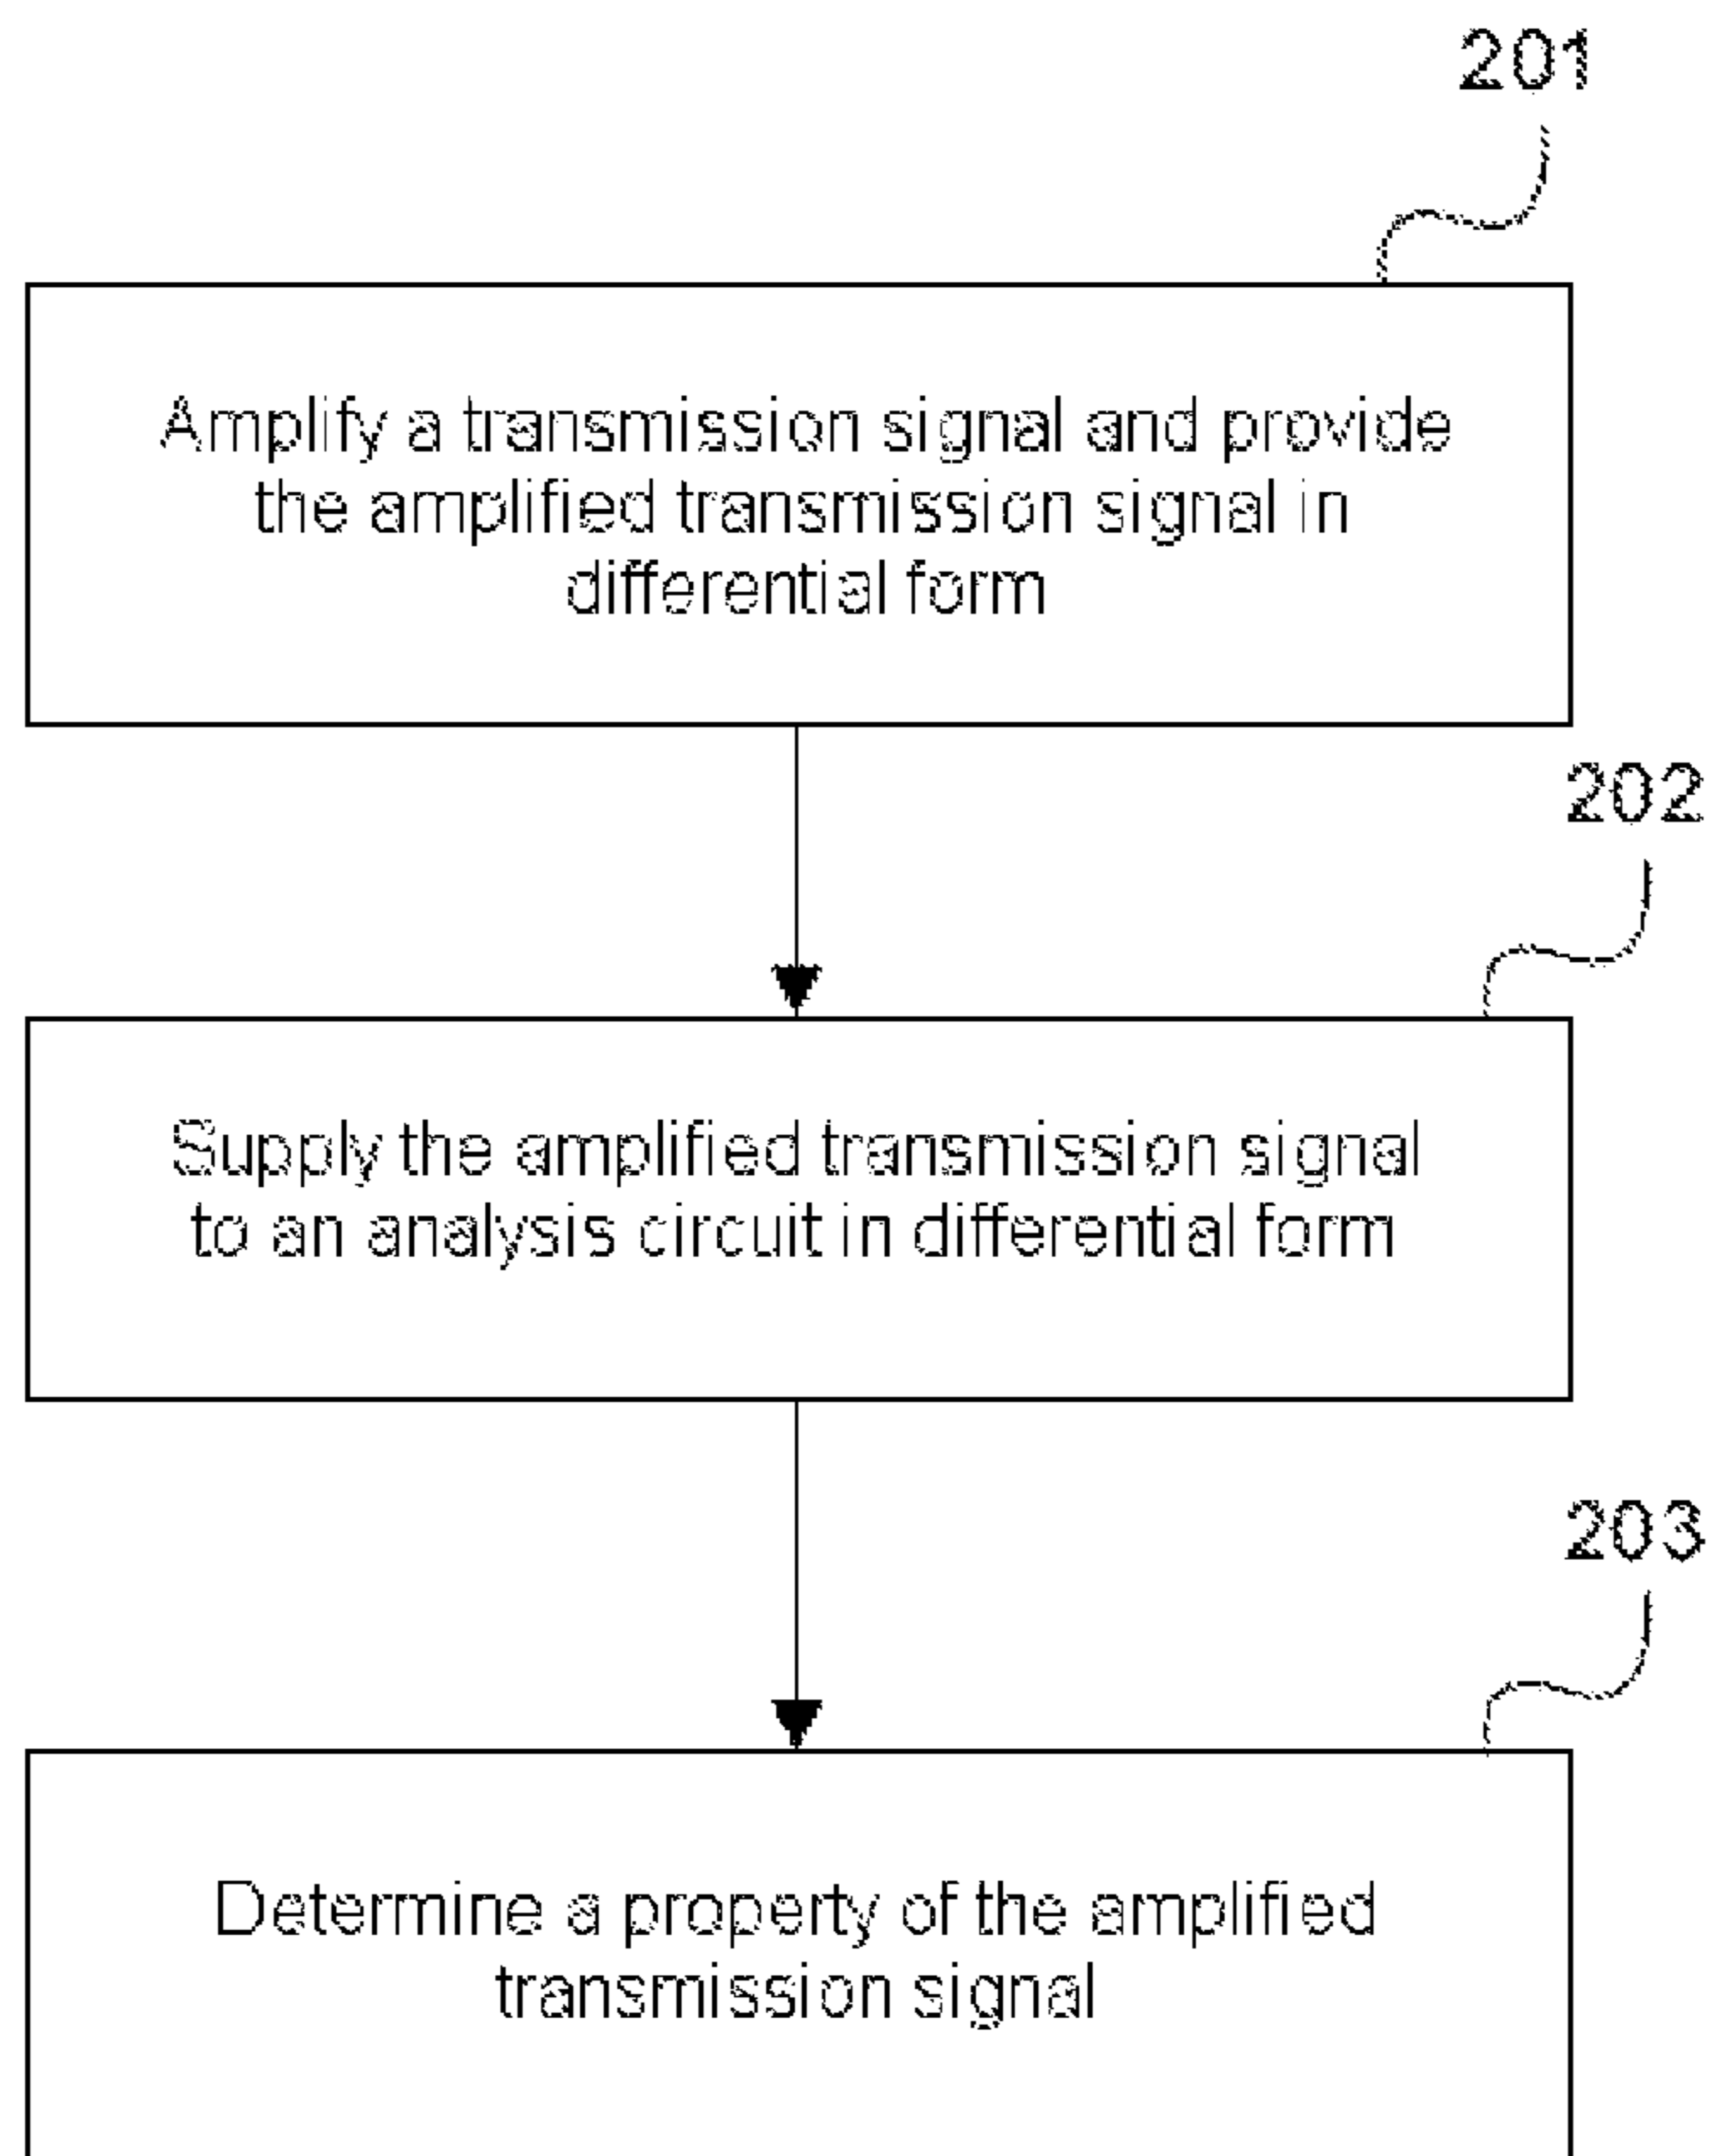 201
Amplify a transmission signal and provide
the amplified transmission signal in
differential form
202
Supply the amplified transmission signal
to an analysis circuit in differential form
203
Determine a property of the amplified
transmission signal